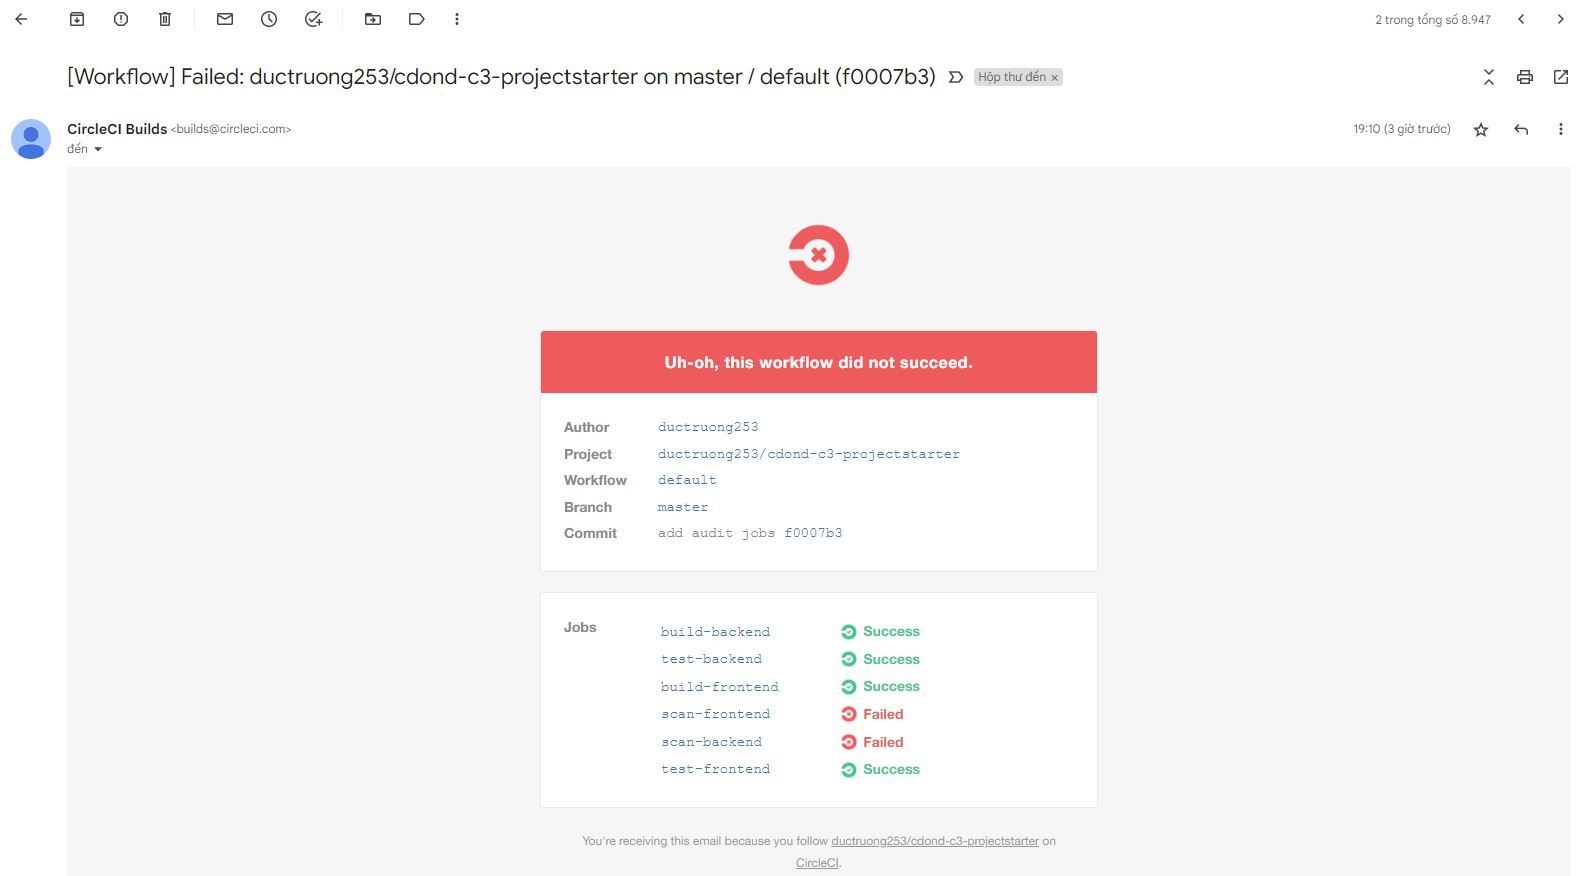 2 trong tổng số 8.947
[Workflow] Failed: ductruong253/cdond-c3-projectstarter on master / default (f0007b3) Hộp thư đến ×
CircleCI Builds <builds@circleci.com> 19:10 (3 giờ trước)
đến
Uh-oh, this workflow did not succeed.
Author ductruong253
Project ductruong253/cdond-c3-projectstarter
Workflow default
Branch master
Commit add audit jobs f0007b3
Jobs build-backend Success
test-backend Success
build-frontend Success
scan-frontend Failed
scan-backend Failed
test-frontend Success
You're receiving this email because you follow ductruong253/cdond-c3-projectstarter on
CircleCI.